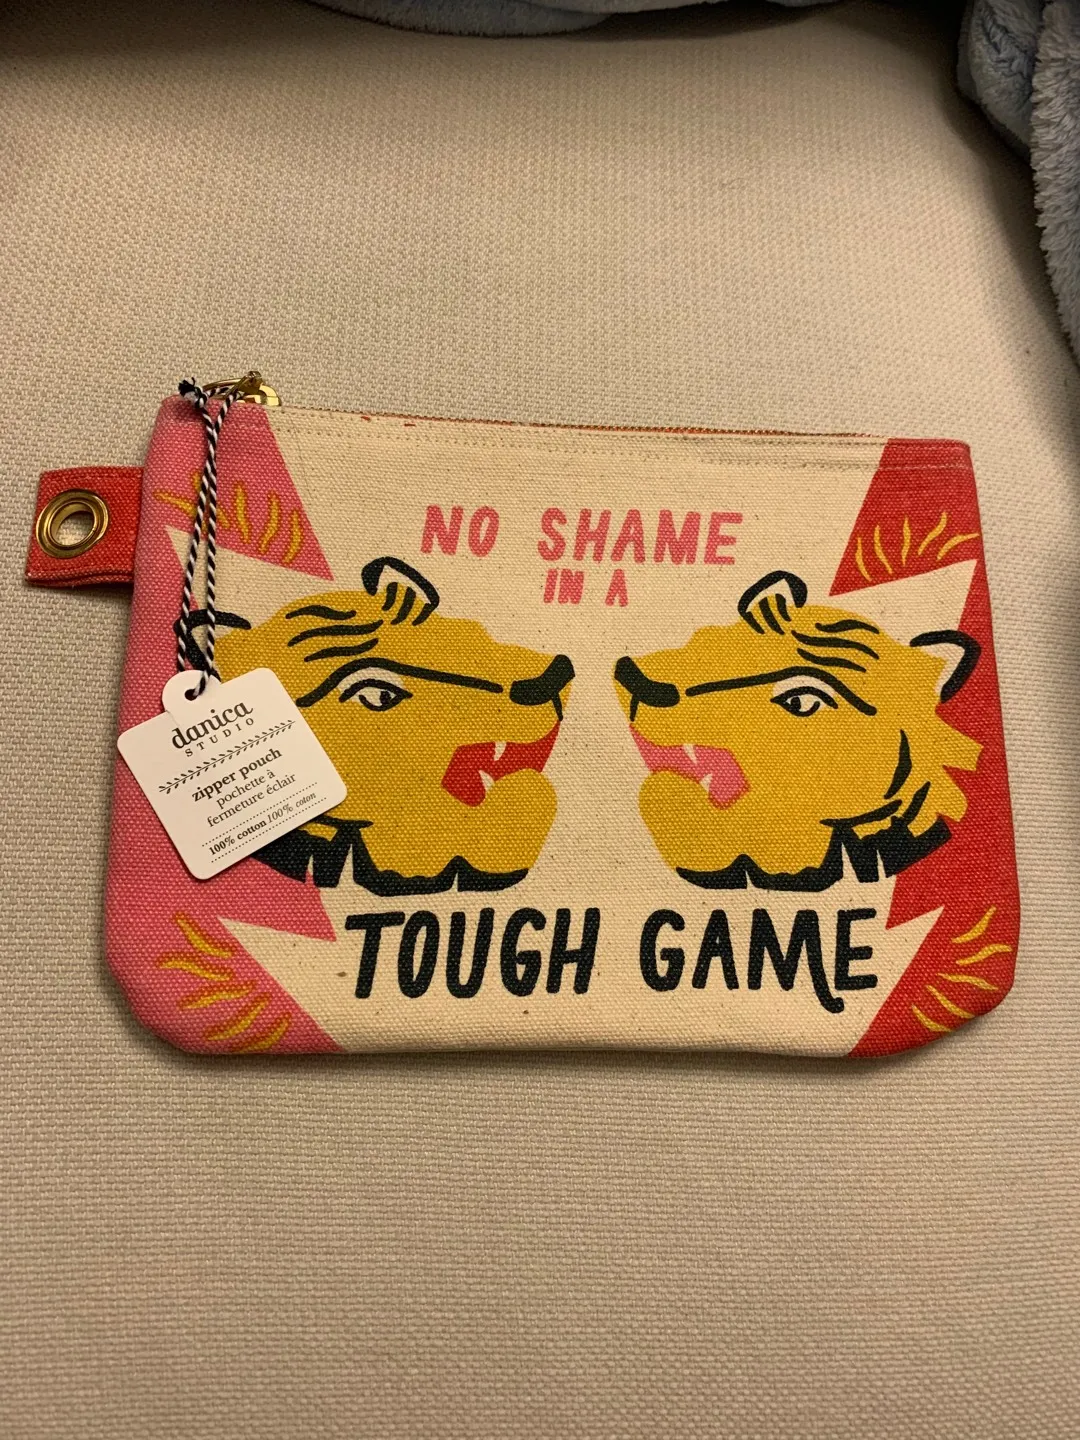 NO SHAME
IN A
TOUGH GAME
danica
STUDIO
zipper pouch
pochette à
fermeture éclair
100% cotton 100% coton